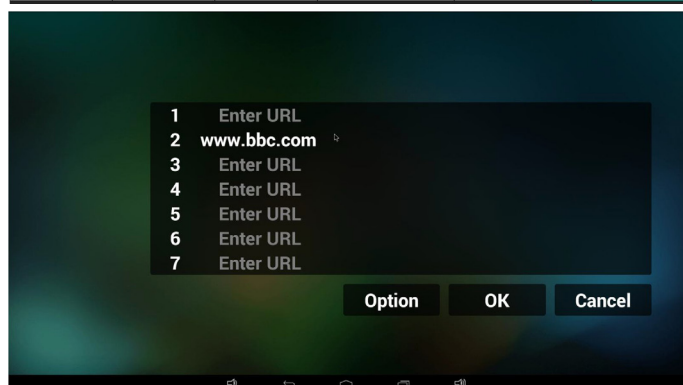 1 Enter URL
2 www.bbc.com
3 Enter URL
4 Enter URL
5 Enter URL
6 Enter URL
7 Enter URL
Option OK Cancel